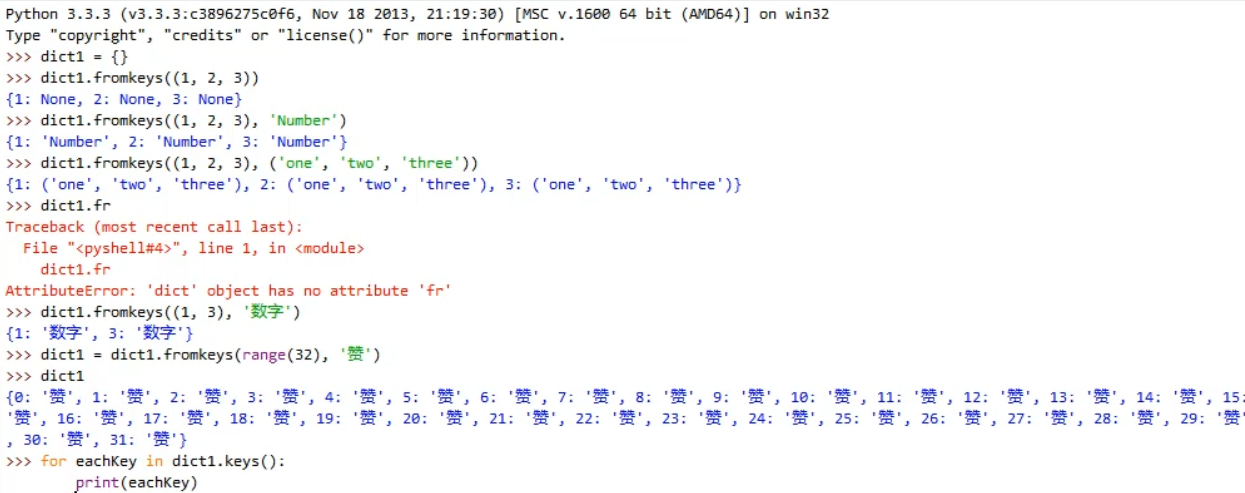 Python 3.3.3 (v3.3.3:c3896275c0f6, Nov 18 2013, 21:19:30) [MSC v.1600 64 bit (AMD64)] on win32
Type "copyright", "credits" or "license()" for more information.
>>> dict1 = {}
>>> dict1.fromkeys((1, 2, 3))
{1: None, 2: None, 3: None}
>>> dict1.fromkeys((1, 2, 3), 'Number')
{1: 'Number', 2: 'Number', 3: 'Number'}
>>> dict1.fromkeys((1, 2, 3), ('one', 'two', 'three'))
{1: ('one', 'two', 'three'), 2: ('one', 'two', 'three'), 3: ('one', 'two', 'three')}
>>> dict1.fr
Traceback (most recent call last):
  File "<pyshell#4>", line 1, in <module>
    dict1.fr
AttributeError: 'dict' object has no attribute 'fr'
>>> dict1.fromkeys((1, 3), '数字')
{1: '数字', 3: '数字'}
>>> dict1 = dict1.fromkeys(range(32), '赞')
>>> dict1
{0: '赞', 1: '赞', 2: '赞', 3: '赞', 4: '赞', 5: '赞', 6: '赞', 7: '赞', 8: '赞', 9: '赞', 10: '赞', 11: '赞', 12: '赞', 13: '赞', 14: '赞', 15:
'赞', 16: '赞', 17: '赞', 18: '赞', 19: '赞', 20: '赞', 21: '赞', 22: '赞', 23: '赞', 24: '赞', 25: '赞', 26: '赞', 27: '赞', 28: '赞', 29: '赞'
, 30: '赞', 31: '赞'}
>>> for eachKey in dict1.keys():
        print(eachKey)